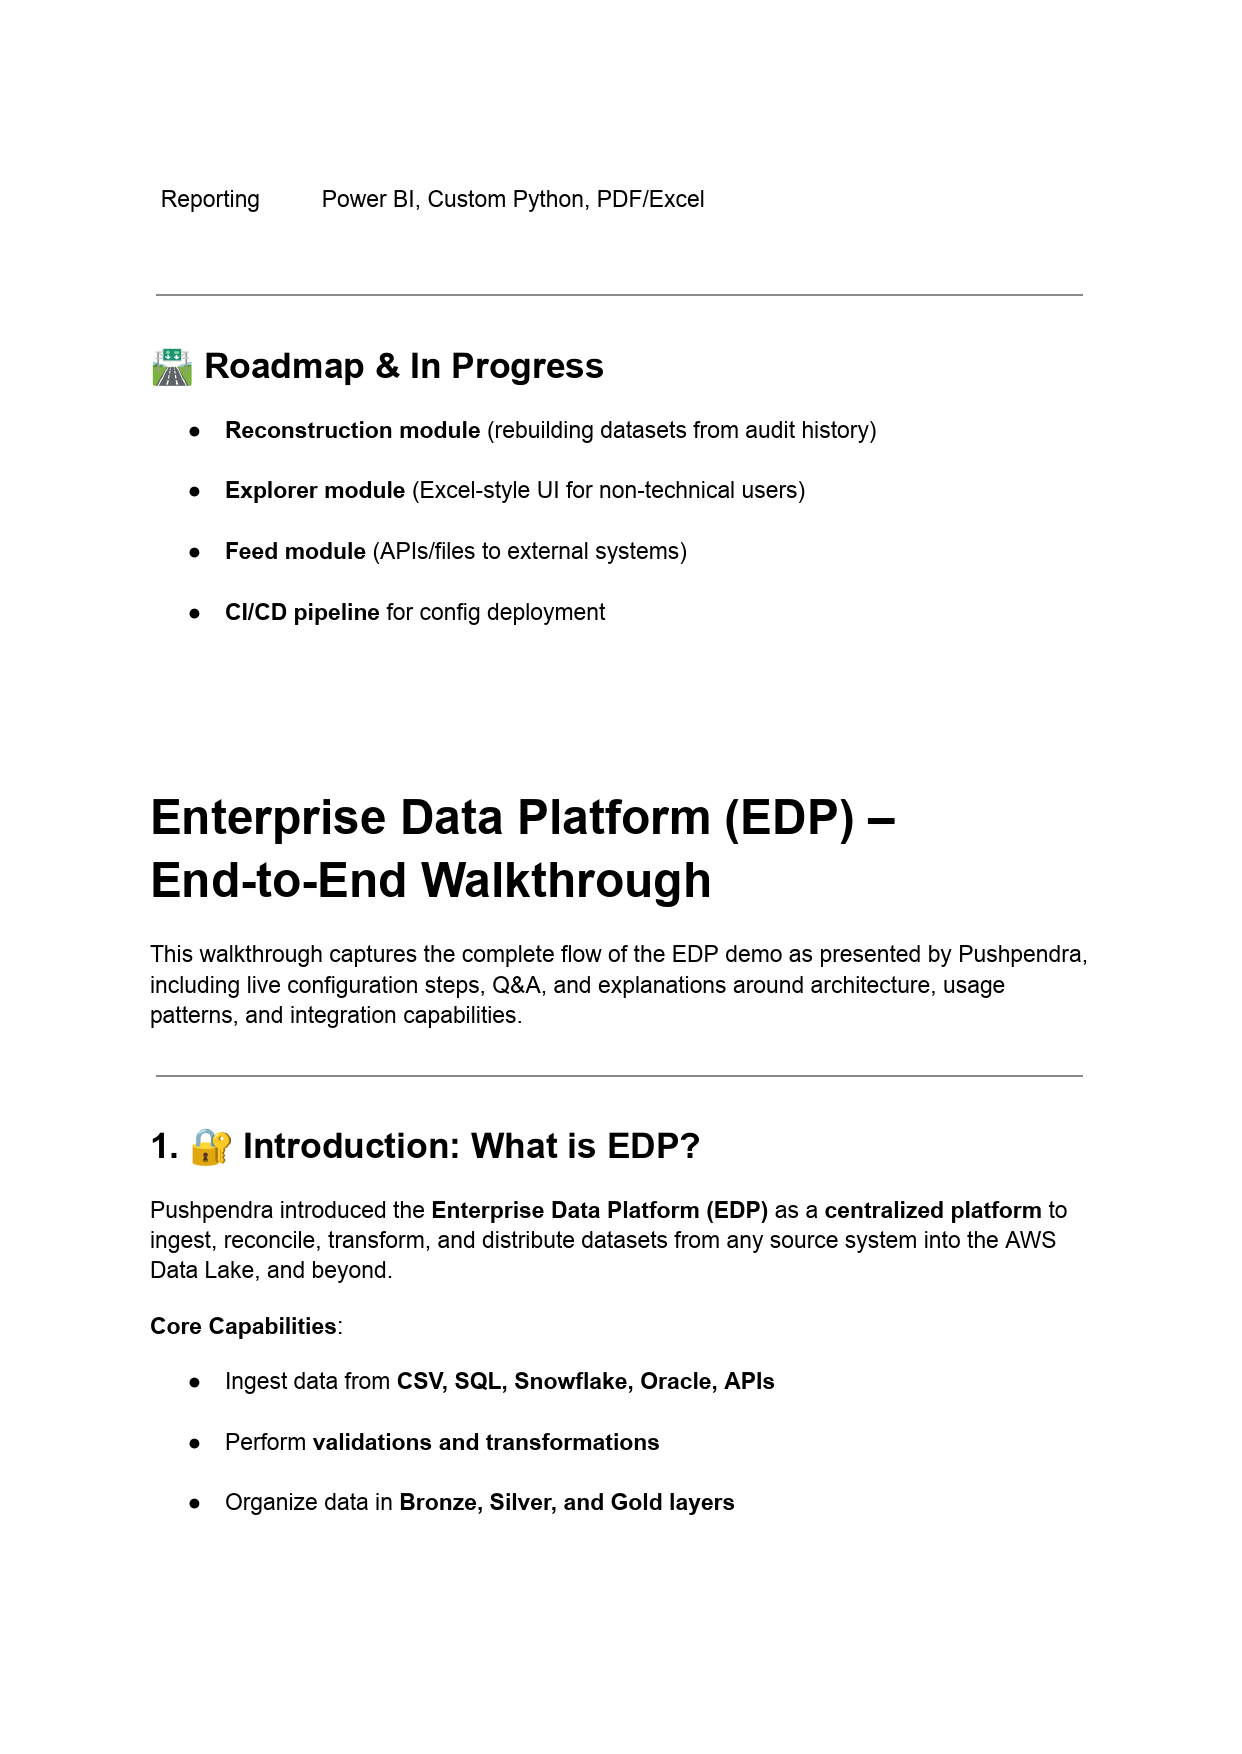 Reporting Power BI, Custom Python, PDF/Excel
🛣️ Roadmap & In Progress
● Reconstruction module (rebuilding datasets from audit history)
● Explorer module (Excel-style UI for non-technical users)
● Feed module (APIs/files to external systems)
● CI/CD pipeline for config deployment
Enterprise Data Platform (EDP) –
End-to-End Walkthrough
This walkthrough captures the complete flow of the EDP demo as presented by Pushpendra,
including live configuration steps, Q&A, and explanations around architecture, usage
patterns, and integration capabilities.
1. 🔐 Introduction: What is EDP?
Pushpendra introduced the Enterprise Data Platform (EDP) as a centralized platform to
ingest, reconcile, transform, and distribute datasets from any source system into the AWS
Data Lake, and beyond.
Core Capabilities:
● Ingest data from CSV, SQL, Snowflake, Oracle, APIs
● Perform validations and transformations
● Organize data in Bronze, Silver, and Gold layers